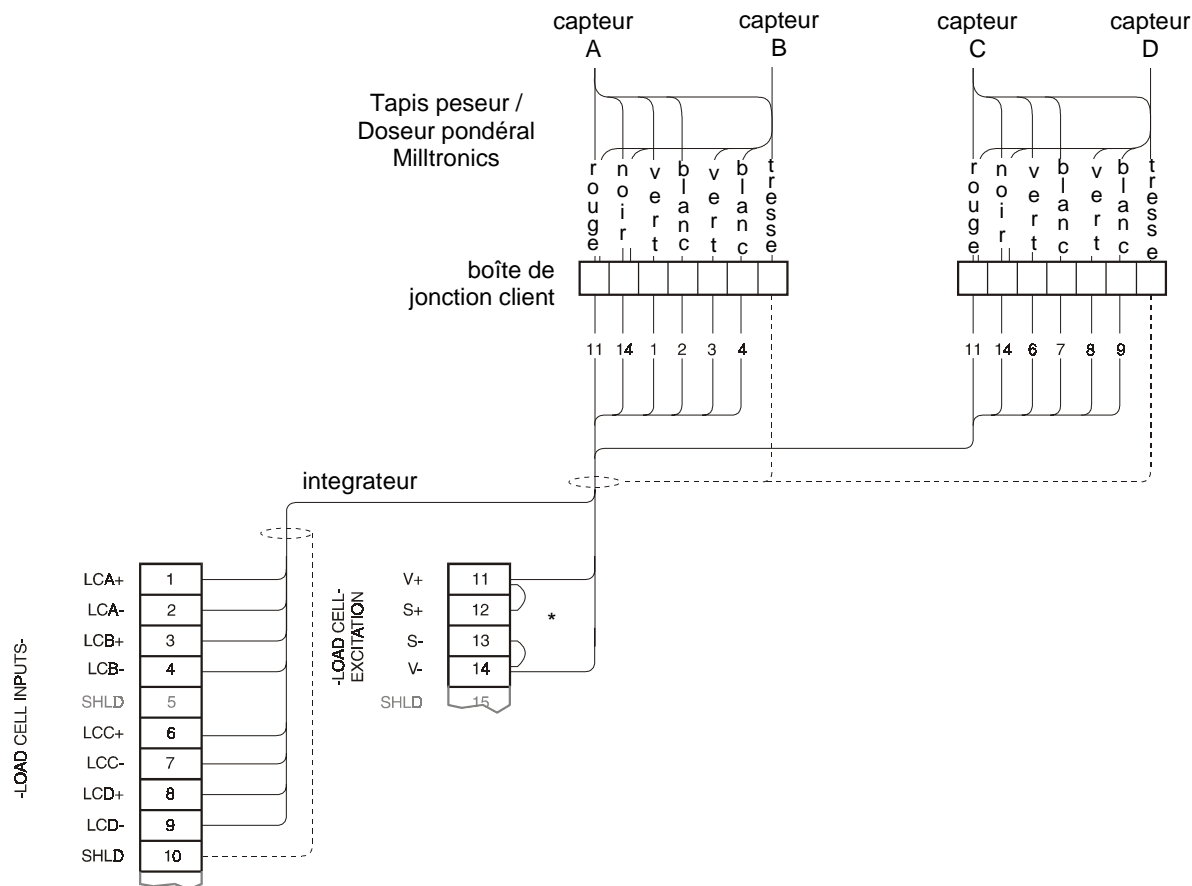 capteur
A
capteur
B
capteur
C
capteur
D
Tapis peseur /
Doseur pondéral
Milltronics
rouge
noir
vert
blanc
vert
blanc
tresse
rouge
noir
vert
blanc
vert
blanc
tresse
boîte de
jonction client
11 14 1 2 3 4
11 14 6 7 8 9
integrateur
-LOAD CELL INPUTS-
LCA+ 1
LCA- 2
LCB+ 3
LCB- 4
SHLD 5
LCC+ 6
LCC- 7
LCD+ 8
LCD- 9
SHLD 10
-LOAD CELL-
EXCITATION
V+ 11
S+ 12
*
S- 13
V- 14
SHLD 15